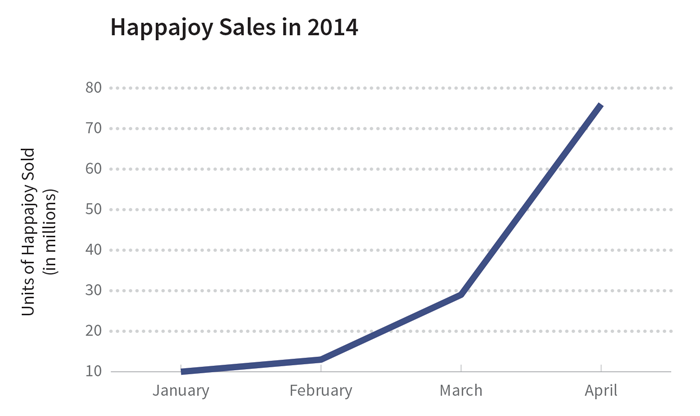 Happajoy Sales in 2014
Units of Happajoy Sold
(in millions)
80
70
60
50
40
30
20
10
January
February
March
April